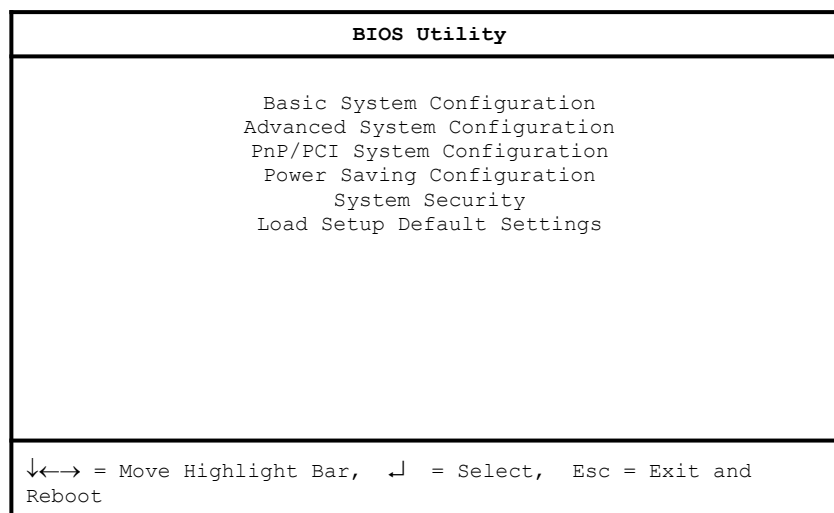 BIOS Utility
Basic System Configuration
Advanced System Configuration
PnP/PCI System Configuration
Power Saving Configuration
System Security
Load Setup Default Settings
↓←→ = Move Highlight Bar, ↵ = Select, Esc = Exit and
Reboot